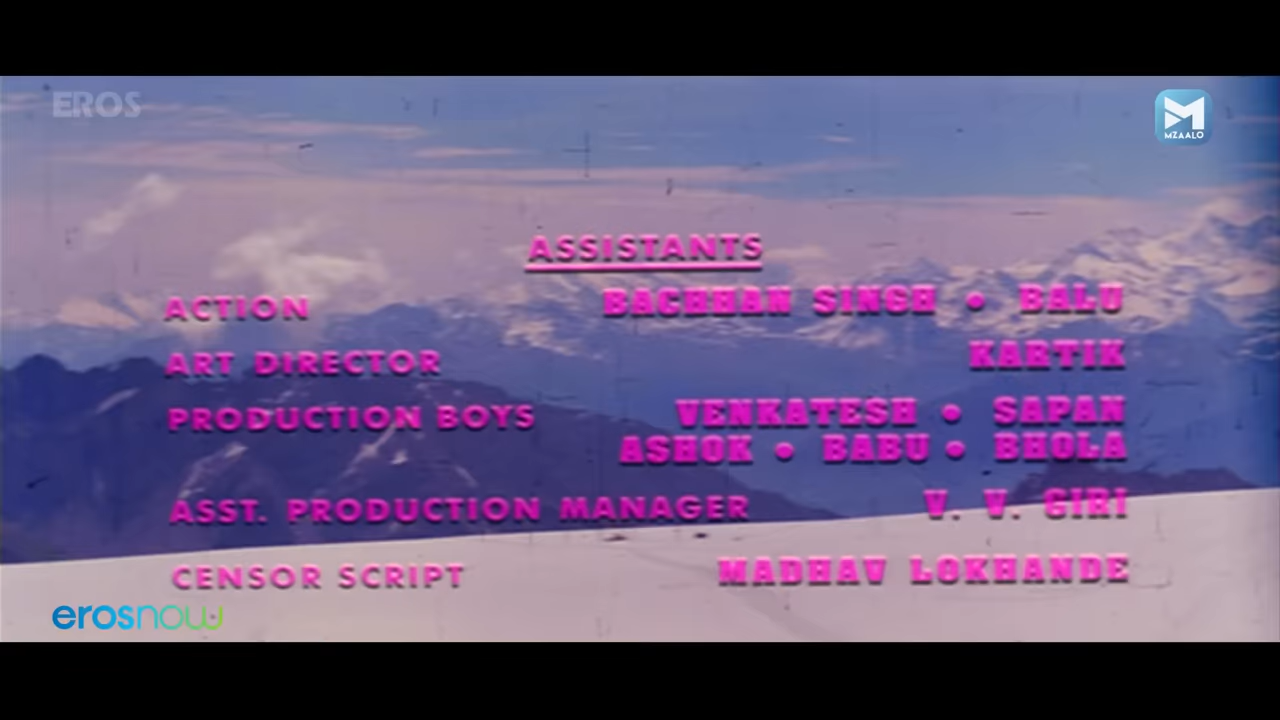 EROS
MZAALO
ASSISTANTS
ACTION BACHHAN SINGH • BALU
ART DIRECTOR KARTIK
PRODUCTION BOYS VENKATESH • SAPAN
ASHOK • BABU • BHOLA
ASST. PRODUCTION MANAGER V. V. GIRI
CENSOR SCRIPT MADHAV LOKHANDE
erosnow